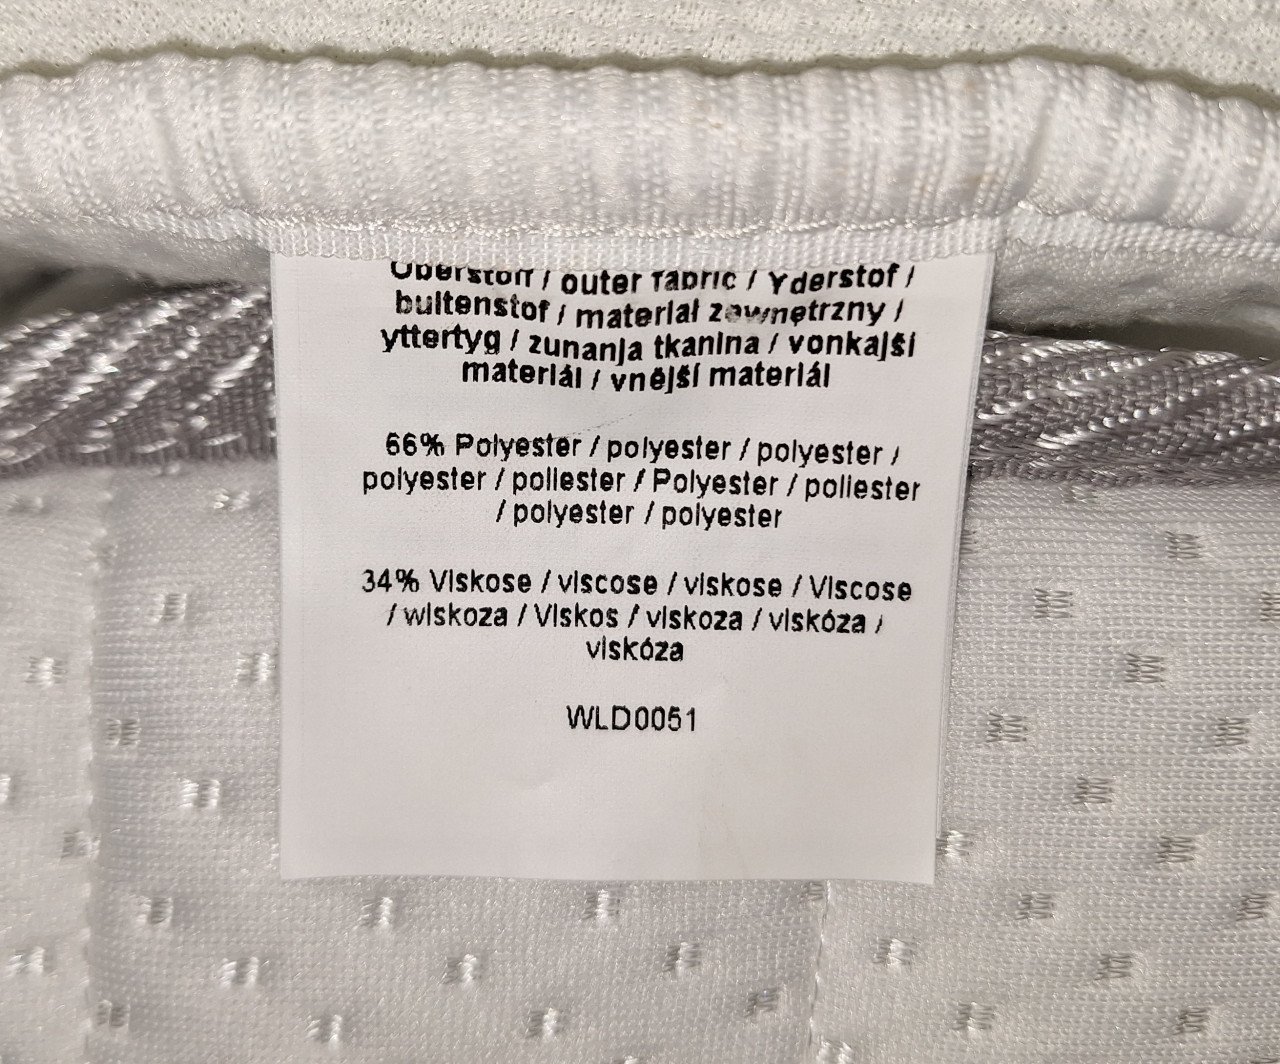 Oberstoff / outer fabric / Yderstof /
buitenstof / materiał zewnętrzny /
yttertyg / zunanja tkanina / vonkajší
materiál / vnější materiál
66% Polyester / polyester / polyester /
polyester / poliester / Polyester / poliester
/ polyester / polyester
34% Viskose / viscose / viskose / Viscose
/ wiskoza / Viskos / viskoza / viskóza /
viskóza
WLD0051